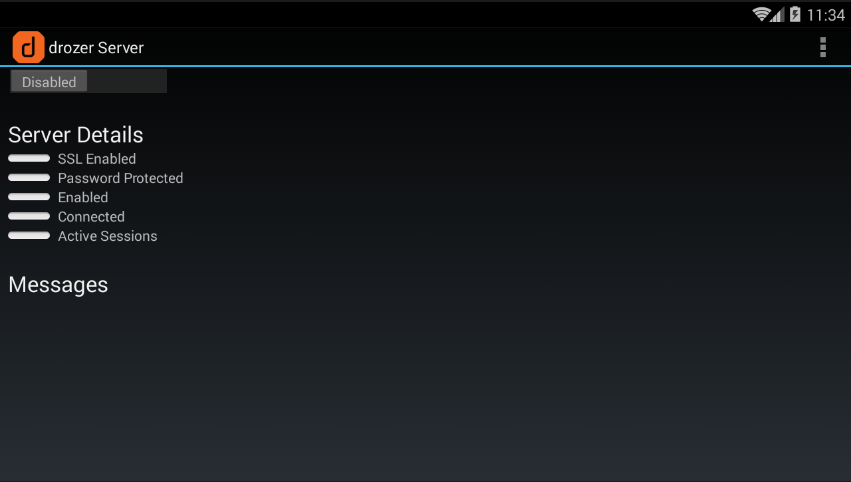 11:34
drozer Server
Disabled
Server Details
SSL Enabled
Password Protected
Enabled
Connected
Active Sessions
Messages